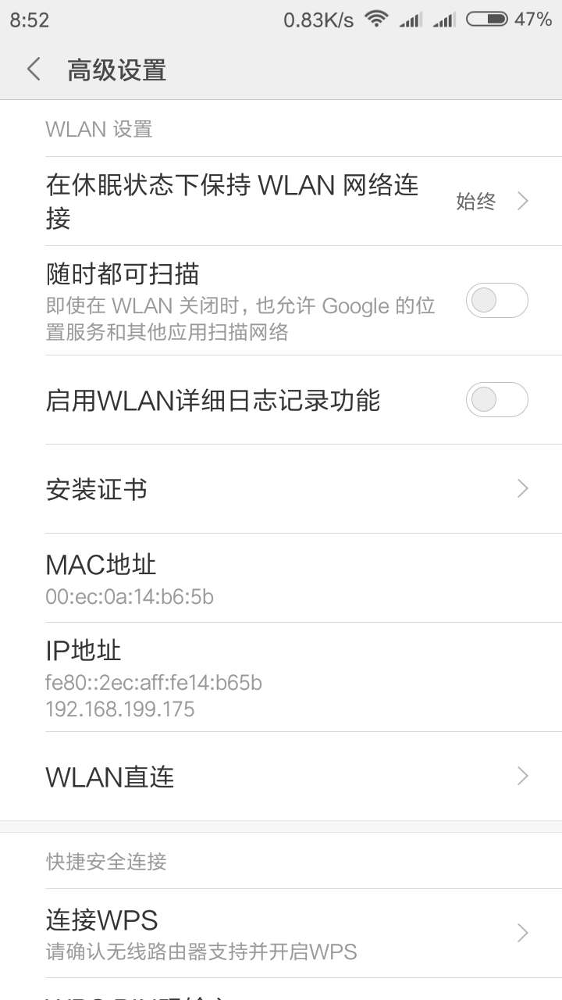 8:52
0.83K/s
47%
高级设置
WLAN 设置
在休眠状态下保持 WLAN 网络连
接
始终
随时都可扫描
即使在 WLAN 关闭时，也允许 Google 的位
置服务和其他应用扫描网络
启用WLAN详细日志记录功能
安装证书
MAC地址
00:ec:0a:14:b6:5b
IP地址
fe80::2ec:aff:fe14:b65b
192.168.199.175
WLAN直连
快捷安全连接
连接WPS
请确认无线路由器支持并开启WPS